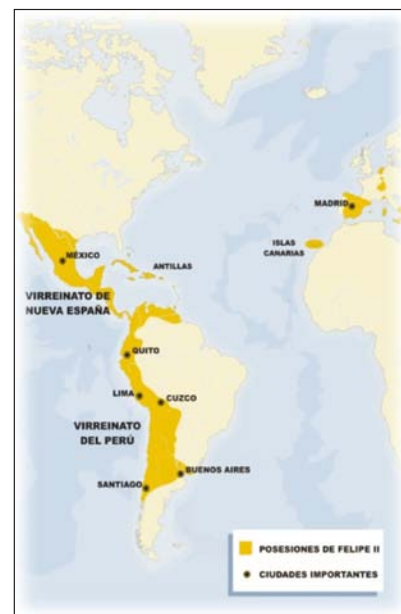 MADRID
ISLAS
CANARIAS
MÉXICO
ANTILLAS
VIRREINATO DE
NUEVA ESPAÑA
QUITO
LIMA
CUZCO
VIRREINATO
DEL PERÚ
BUENOS AIRES
SANTIAGO
POSESIONES DE FELIPE II
CIUDADES IMPORTANTES